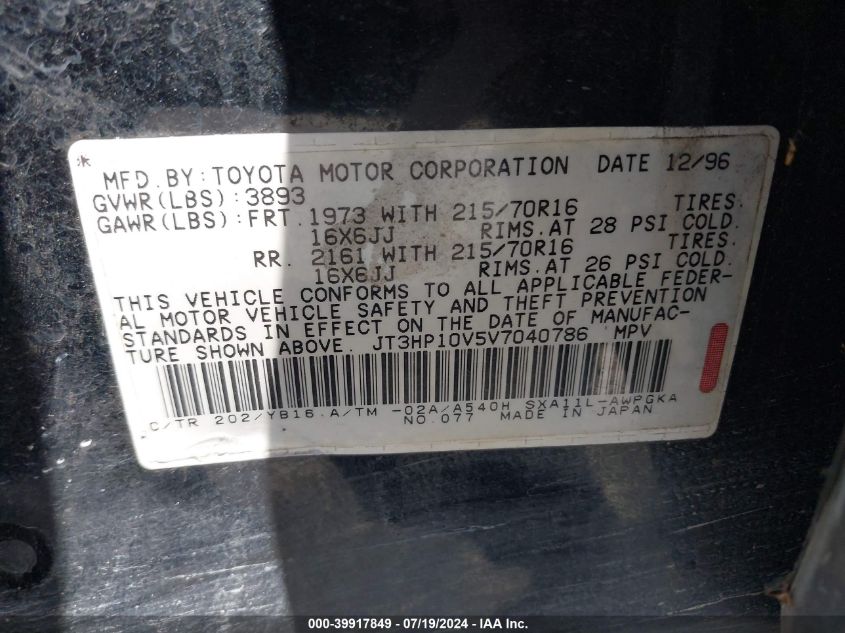 MFD. BY: TOYOTA MOTOR CORPORATION DATE 12/96
GVWR(LBS): 3893
GAWR(LBS): FRT. 1973 WITH 215/70R16 TIRES.
16X6JJ RIMS. AT 28 PSI COLD.
RR. 2161 WITH 215/70R16 TIRES.
16X6JJ RIMS. AT 26 PSI COLD.
THIS VEHICLE CONFORMS TO ALL APPLICABLE FEDER-
AL MOTOR VEHICLE SAFETY AND THEFT PREVENTION
STANDARDS IN EFFECT ON THE DATE OF MANUFAC-
TURE SHOWN ABOVE. JT3HP10V5V7040786 MPV
C/TR 202/YB16 A/TM -02A/A540H SXA11L-AWPGKA
NO.077 MADE IN JAPAN
000-39917849 / 07/19/2024 - IAA Inc.